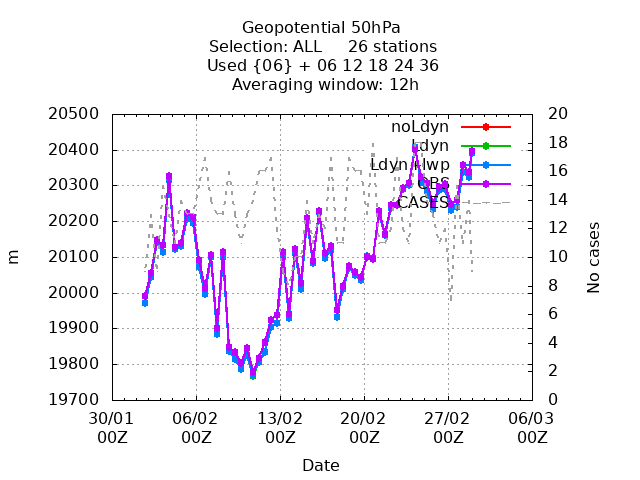 Geopotential 50hPa
Selection: ALL     26 stations
Used {06} + 06 12 18 24 36
Averaging window: 12h
20500
20400
20300
20200
20100
20000
19900
19800
19700
m
20
18
16
14
12
10
8
6
4
2
0
No cases
noLdyn
Ldyn
Ldyn+lwp
OBS
CASES
30/01 06/02 13/02 20/02 27/02 06/03
00Z 00Z 00Z 00Z 00Z 00Z
Date